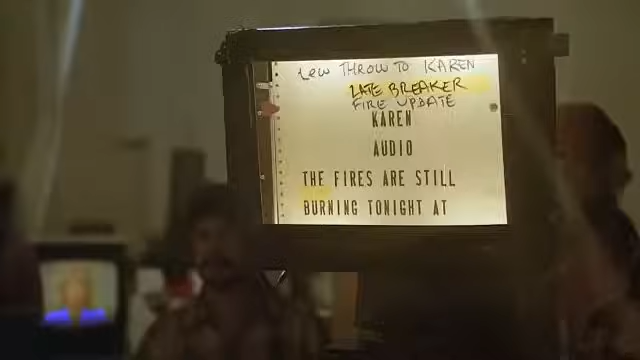 LEW THROW TO KAREN
LATE BREAKER
FIRE UPDATE
KAREN
AUDIO
THE FIRES ARE STILL
BURNING TONIGHT AT